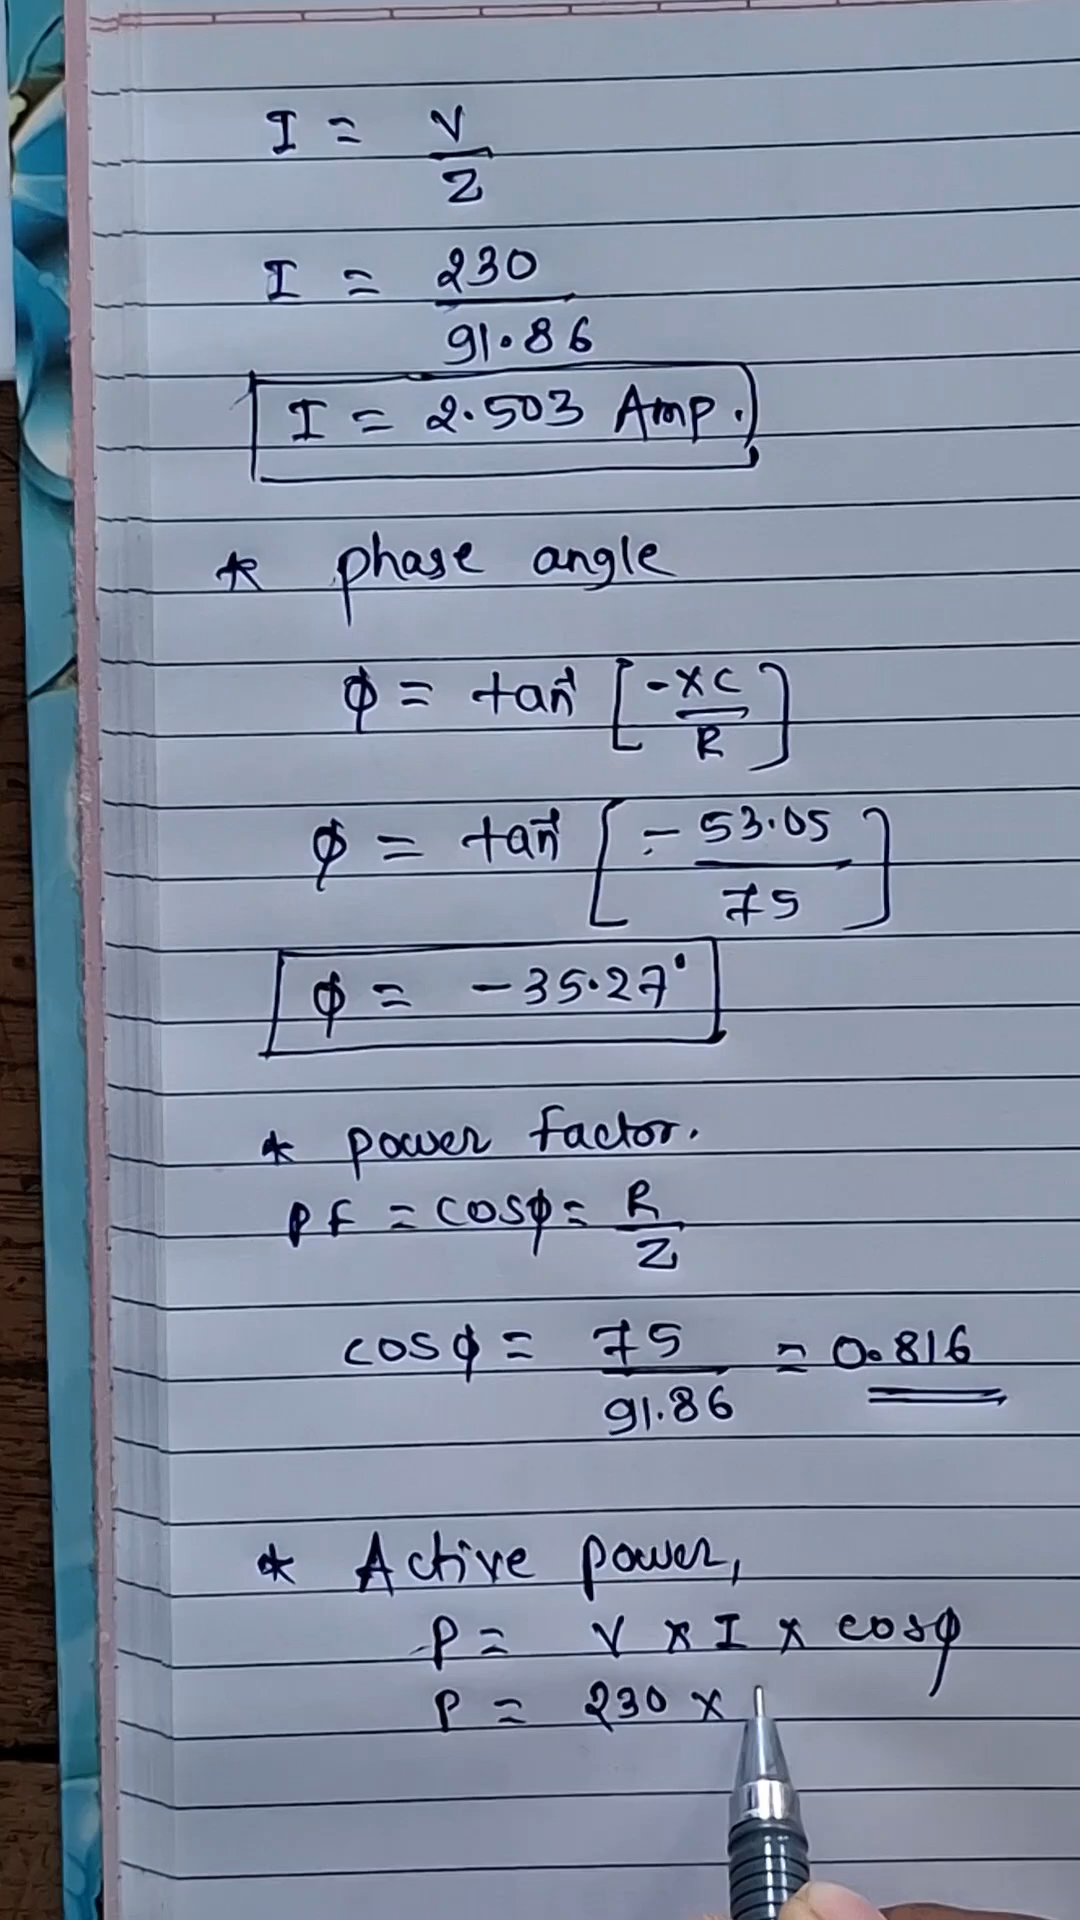 I = V/Z
I = 230/91.86
I = 2.503 Amp.
* phase angle
ϕ = tan⁻¹ [-XC/R]
ϕ = tan⁻¹ [-53.05/75]
ϕ = -35.27°
* power factor.
PF = cosϕ = R/Z
cosϕ = 75/91.86 = 0.816
* Active power,
P = V × I × cosϕ
P = 230 ×